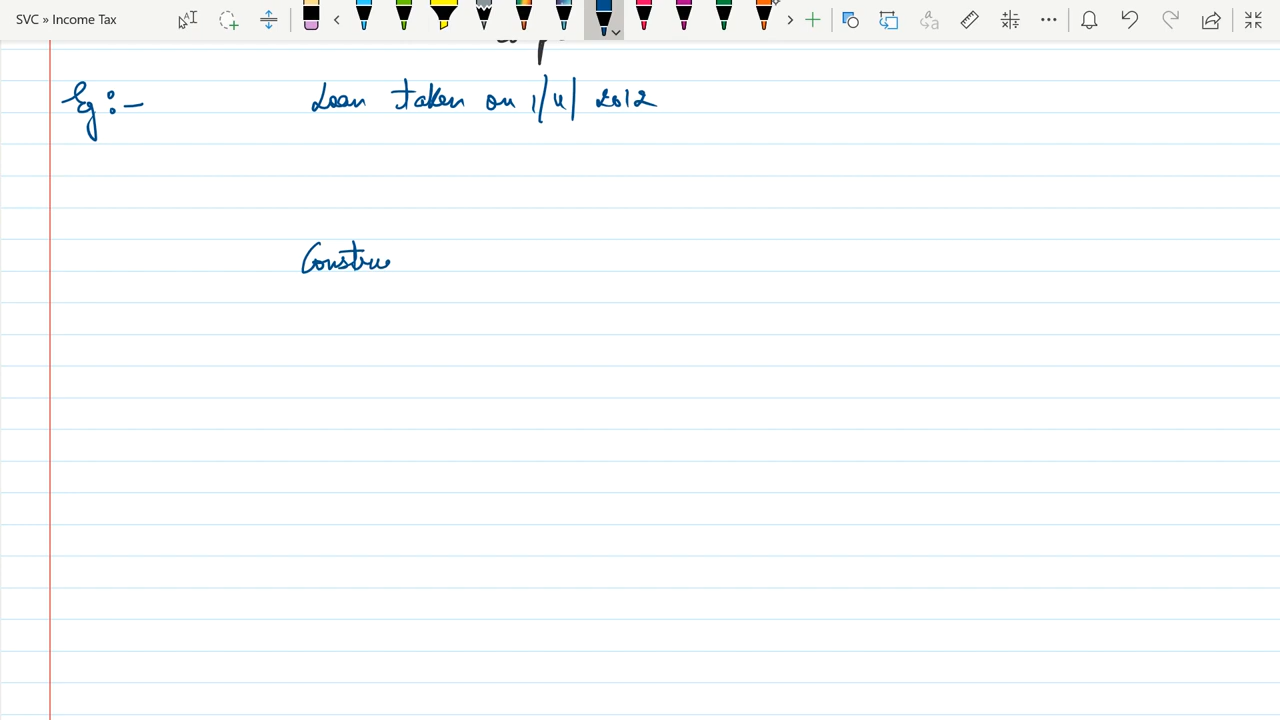 SVC » Income Tax
Eg :- Loan taken on 1/4/2012
Constru